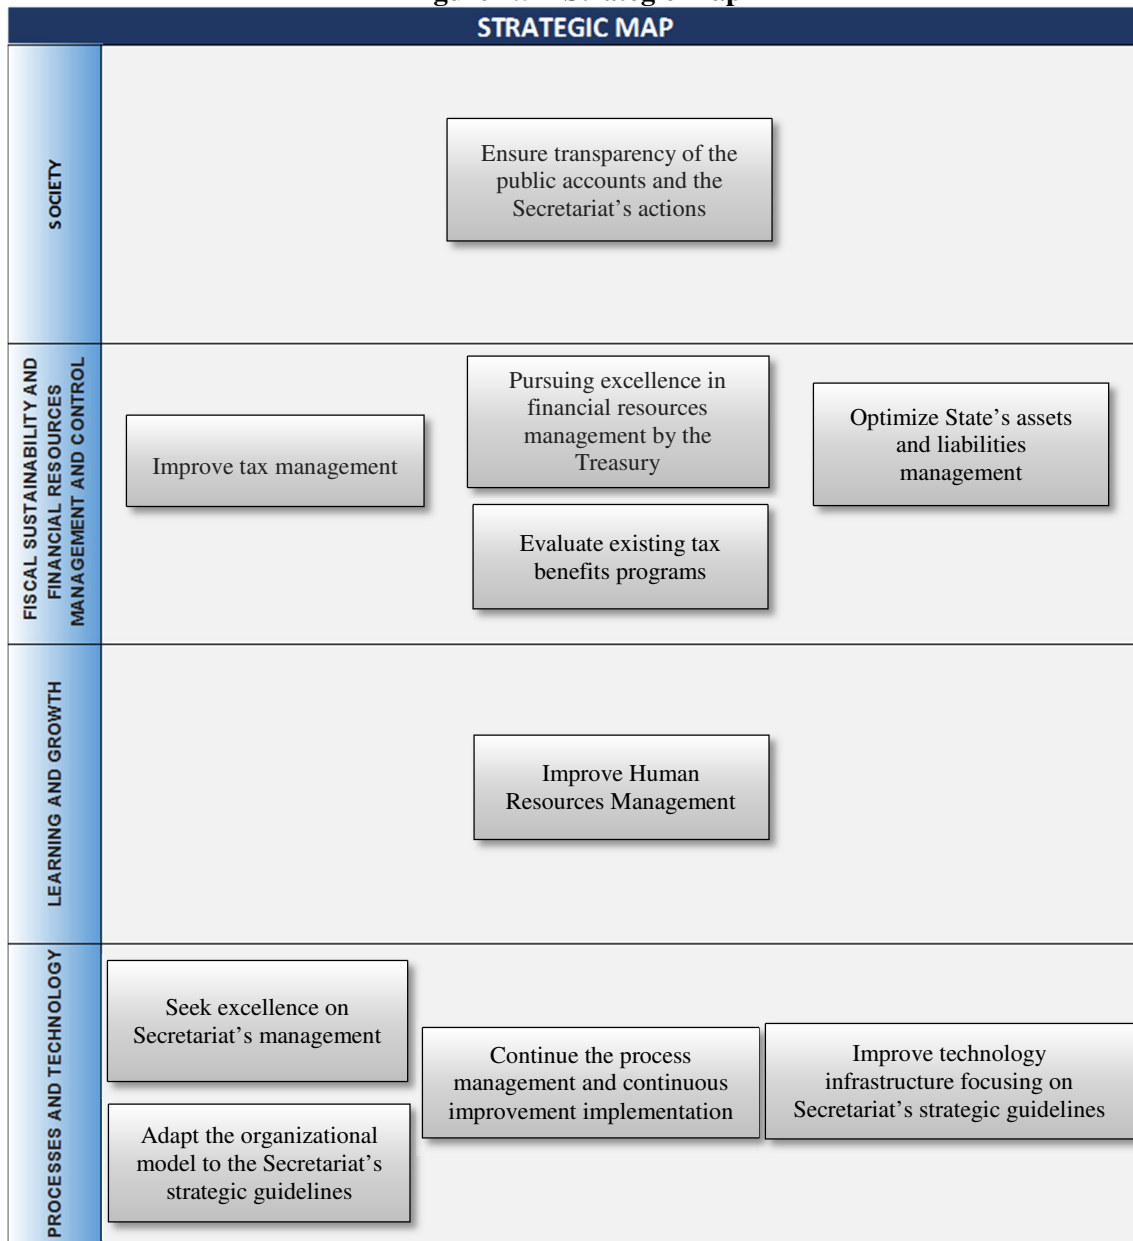 STRATEGIC MAP
SOCIETY
Ensure transparency of the
public accounts and the
Secretariat's actions
FISCAL SUSTAINABILITY AND
FINANCIAL RESOURCES
MANAGEMENT AND CONTROL
Improve tax management
Pursuing excellence in
financial resources
management by the
Treasury
Evaluate existing tax
benefits programs
Optimize State's assets
and liabilities
management
LEARNING AND GROWTH
Improve Human
Resources Management
PROCESSES AND TECHNOLOGY
Seek excellence on
Secretariat's management
Adapt the organizational
model to the Secretariat's
strategic guidelines
Continue the process
management and continuous
improvement implementation
Improve technology
infrastructure focusing on
Secretariat's strategic guidelines